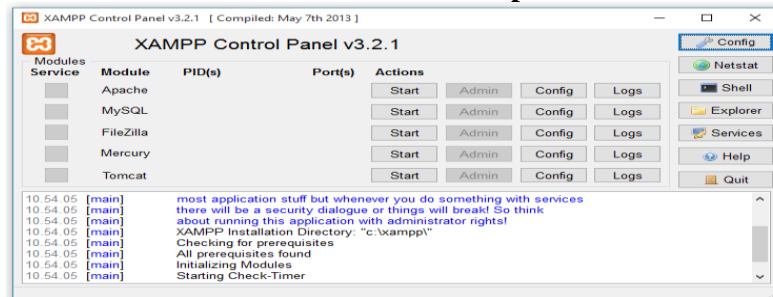 XAMPP Control Panel v3.2.1 [ Compiled: May 7th 2013 ]
XAMPP Control Panel v3.2.1
Config
Modules
Service Module PID(s) Port(s) Actions
Netstat
Apache Start Admin Config Logs
Shell
MySQL Start Admin Config Logs
Explorer
FileZilla Start Admin Config Logs
Services
Mercury Start Admin Config Logs
Help
Tomcat Start Admin Config Logs
Quit
10.54.05 [main] most application stuff but whenever you do something with services
10.54.05 [main] there will be a security dialogue or things will break! So think
10.54.05 [main] about running this application with administrator rights!
10.54.05 [main] XAMPP Installation Directory: "c:\xampp\"
10.54.05 [main] Checking for prerequisites
10.54.05 [main] All prerequisites found
10.54.05 [main] Initializing Modules
10.54.05 [main] Starting Check-Timer